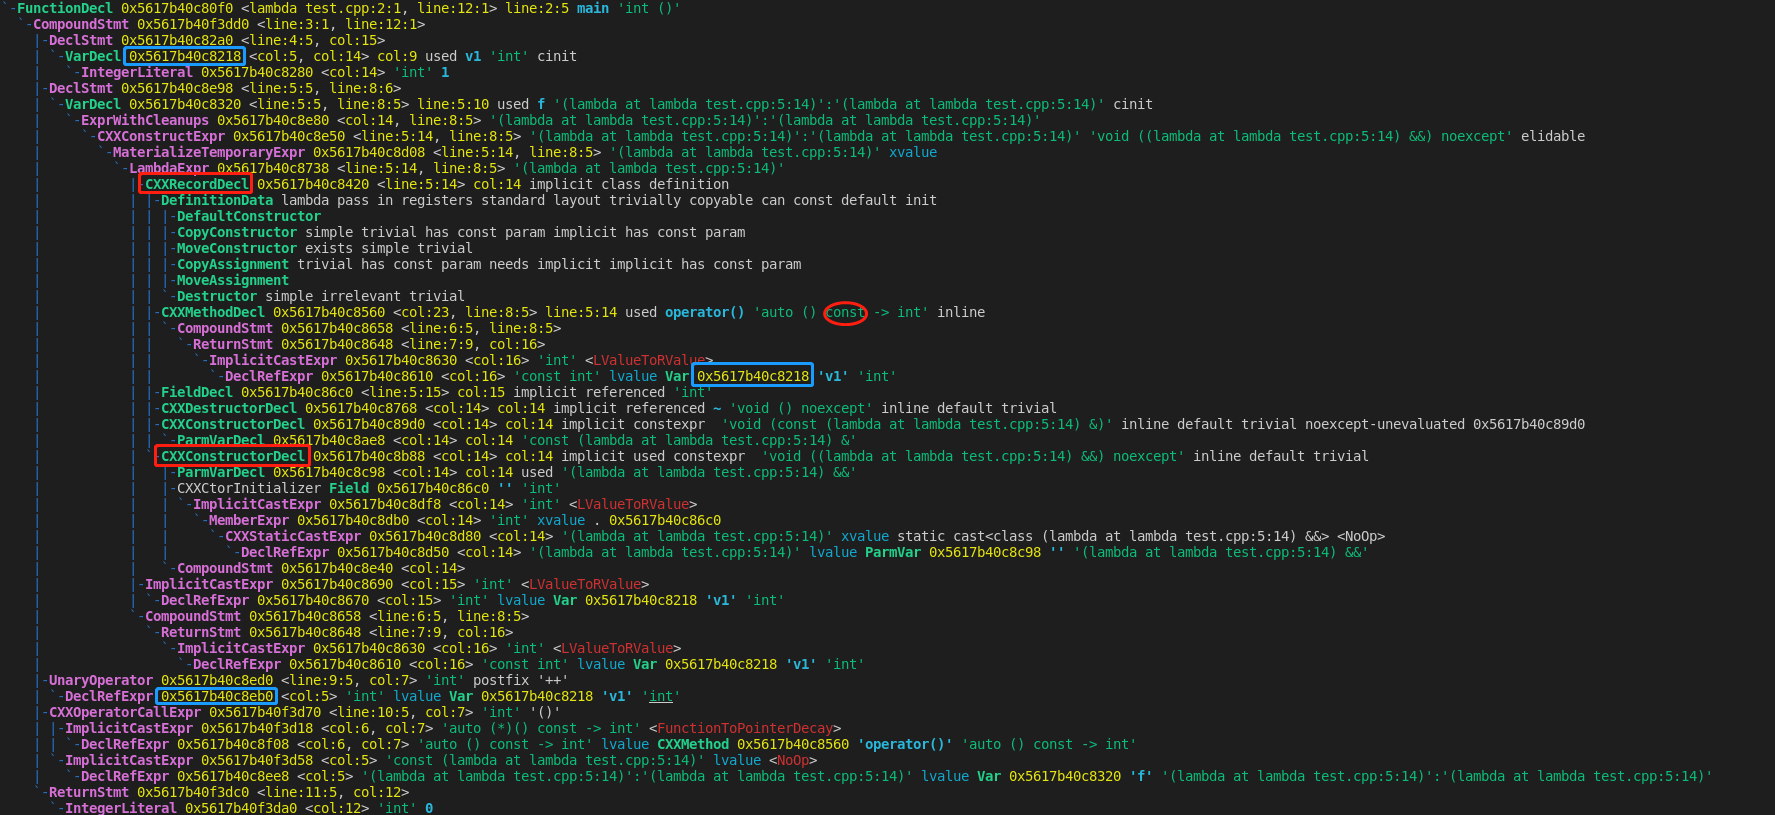 `-FunctionDecl 0x5617b40c80f0 <lambda test.cpp:2:1, line:12:1> line:2:5 main 'int ()'
`-CompoundStmt 0x5617b40f3dd0 <line:3:1, line:12:1>
|-DeclStmt 0x5617b40c82a0 <line:4:5, col:15>
| `-VarDecl 0x5617b40c8218 <col:5, col:14> col:9 used v1 'int' cinit
|   `-IntegerLiteral 0x5617b40c8280 <col:14> 'int' 1
|-DeclStmt 0x5617b40c8e98 <line:5:5, line:8:6>
| `-VarDecl 0x5617b40c8320 <line:5:5, line:8:5> line:5:10 used f '(lambda at lambda test.cpp:5:14)':'(lambda at lambda test.cpp:5:14)' cinit
|   `-ExprWithCleanups 0x5617b40c8e80 <col:14, line:8:5> '(lambda at lambda test.cpp:5:14)':'(lambda at lambda test.cpp:5:14)'
|     `-CXXConstructExpr 0x5617b40c8e50 <line:5:14, line:8:5> '(lambda at lambda test.cpp:5:14)':'(lambda at lambda test.cpp:5:14)' 'void ((lambda at lambda test.cpp:5:14) &&) noexcept' elidable
|       `-MaterializeTemporaryExpr 0x5617b40c8d08 <line:5:14, line:8:5> '(lambda at lambda test.cpp:5:14)' xvalue
|         `-LambdaExpr 0x5617b40c8738 <line:5:14, line:8:5> '(lambda at lambda test.cpp:5:14)'
|           |-CXXRecordDecl 0x5617b40c8420 <line:5:14> col:14 implicit class definition
|           | |-DefinitionData lambda pass in registers standard layout trivially copyable can const default init
|           | | |-DefaultConstructor
|           | | |-CopyConstructor simple trivial has const param implicit has const param
|           | | |-MoveConstructor exists simple trivial
|           | | |-CopyAssignment trivial has const param needs implicit implicit has const param
|           | | |-MoveAssignment
|           | | `-Destructor simple irrelevant trivial
|           | |-CXXMethodDecl 0x5617b40c8560 <col:23, line:8:5> line:5:14 used operator() 'auto () const -> int' inline
|           | | `-CompoundStmt 0x5617b40c8658 <line:6:5, line:8:5>
|           | |   `-ReturnStmt 0x5617b40c8648 <line:7:9, col:16>
|           | |     `-ImplicitCastExpr 0x5617b40c8630 <col:16> 'int' <LValueToRValue>
|           | |       `-DeclRefExpr 0x5617b40c8610 <col:16> 'const int' lvalue Var 0x5617b40c8218 'v1' 'int'
|           | |-FieldDecl 0x5617b40c86c0 <line:5:15> col:15 implicit referenced 'int'
|           | |-CXXDestructorDecl 0x5617b40c8768 <col:14> col:14 implicit referenced ~ 'void () noexcept' inline default trivial
|           | |-CXXConstructorDecl 0x5617b40c89d0 <col:14> col:14 implicit constexpr  'void (const (lambda at lambda test.cpp:5:14) &)' inline default trivial noexcept-unevaluated 0x5617b40c89d0
|           | | `-ParmVarDecl 0x5617b40c8ae8 <col:14> col:14 'const (lambda at lambda test.cpp:5:14) &'
|           | `-CXXConstructorDecl 0x5617b40c8b88 <col:14> col:14 implicit used constexpr  'void ((lambda at lambda test.cpp:5:14) &&) noexcept' inline default trivial
|           |   |-ParmVarDecl 0x5617b40c8c98 <col:14> col:14 used '(lambda at lambda test.cpp:5:14) &&'
|           |   |-CXXCtorInitializer Field 0x5617b40c86c0 '' 'int'
|           |   | `-ImplicitCastExpr 0x5617b40c8df8 <col:14> 'int' <LValueToRValue>
|           |   |   `-MemberExpr 0x5617b40c8db0 <col:14> 'int' xvalue . 0x5617b40c86c0
|           |   |     `-CXXStaticCastExpr 0x5617b40c8d80 <col:14> '(lambda at lambda test.cpp:5:14)' xvalue static cast<class (lambda at lambda test.cpp:5:14) &&> <NoOp>
|           |   |       `-DeclRefExpr 0x5617b40c8d50 <col:14> '(lambda at lambda test.cpp:5:14)' lvalue ParmVar 0x5617b40c8c98 '' '(lambda at lambda test.cpp:5:14) &&'
|           |   `-CompoundStmt 0x5617b40c8e40 <col:14>
|           |-ImplicitCastExpr 0x5617b40c8690 <col:15> 'int' <LValueToRValue>
|           | `-DeclRefExpr 0x5617b40c8670 <col:15> 'int' lvalue Var 0x5617b40c8218 'v1' 'int'
|           `-CompoundStmt 0x5617b40c8658 <line:6:5, line:8:5>
|             `-ReturnStmt 0x5617b40c8648 <line:7:9, col:16>
|               `-ImplicitCastExpr 0x5617b40c8630 <col:16> 'int' <LValueToRValue>
|                 `-DeclRefExpr 0x5617b40c8610 <col:16> 'const int' lvalue Var 0x5617b40c8218 'v1' 'int'
|-UnaryOperator 0x5617b40c8ed0 <line:9:5, col:7> 'int' postfix '++'
| `-DeclRefExpr 0x5617b40c8eb0 <col:5> 'int' lvalue Var 0x5617b40c8218 'v1' 'int'
|-CXXOperatorCallExpr 0x5617b40f3d70 <line:10:5, col:7> 'int' '()'
| |-ImplicitCastExpr 0x5617b40f3d18 <col:6, col:7> 'auto (*)() const -> int' <FunctionToPointerDecay>
| | `-DeclRefExpr 0x5617b40c8f08 <col:6, col:7> 'auto () const -> int' lvalue CXXMethod 0x5617b40c8560 'operator()' 'auto () const -> int'
| `-ImplicitCastExpr 0x5617b40f3d58 <col:5> 'const (lambda at lambda test.cpp:5:14)' lvalue <NoOp>
|   `-DeclRefExpr 0x5617b40c8ee8 <col:5> '(lambda at lambda test.cpp:5:14)':'(lambda at lambda test.cpp:5:14)' lvalue Var 0x5617b40c8320 'f' '(lambda at lambda test.cpp:5:14)':'(lambda at lambda test.cpp:5:14)'
`-ReturnStmt 0x5617b40f3dc0 <line:11:5, col:12>
`-IntegerLiteral 0x5617b40f3da0 <col:12> 'int' 0